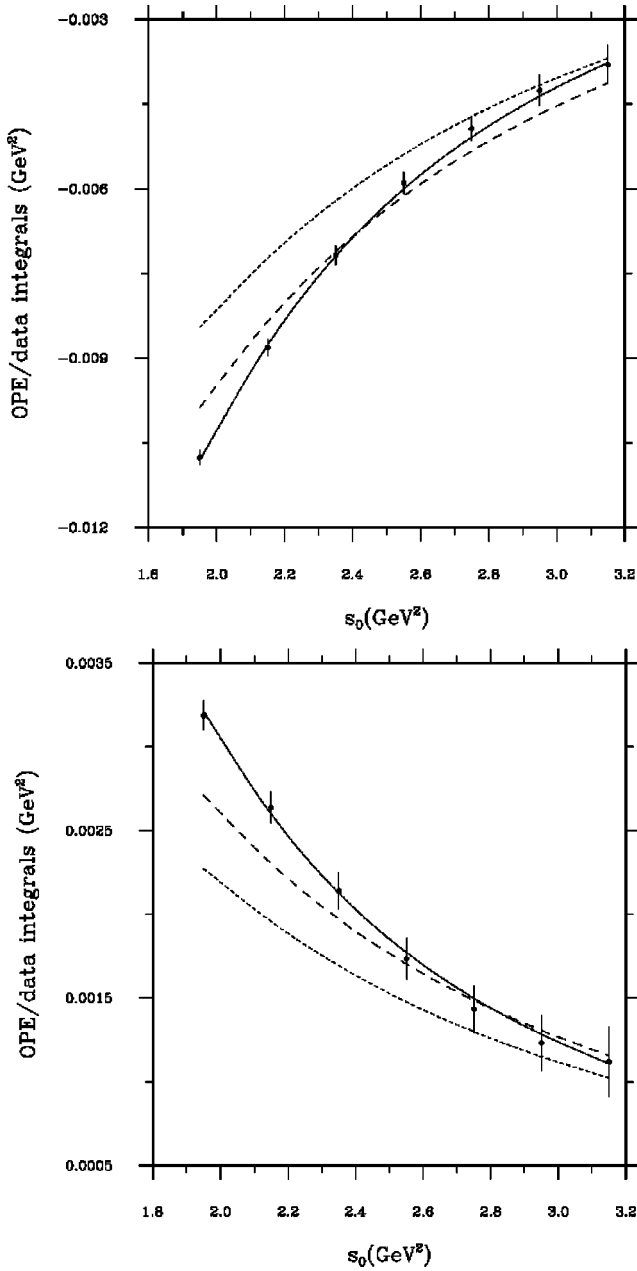 -0.003
-0.006
-0.009
-0.012
OPE/data integrals (GeV²)
1.8 2.0 2.2 2.4 2.6 2.8 3.0 3.2
s₀(GeV²)
0.0035
0.0025
0.0015
0.0005
OPE/data integrals (GeV²)
1.8 2.0 2.2 2.4 2.6 2.8 3.0 3.2
s₀(GeV²)